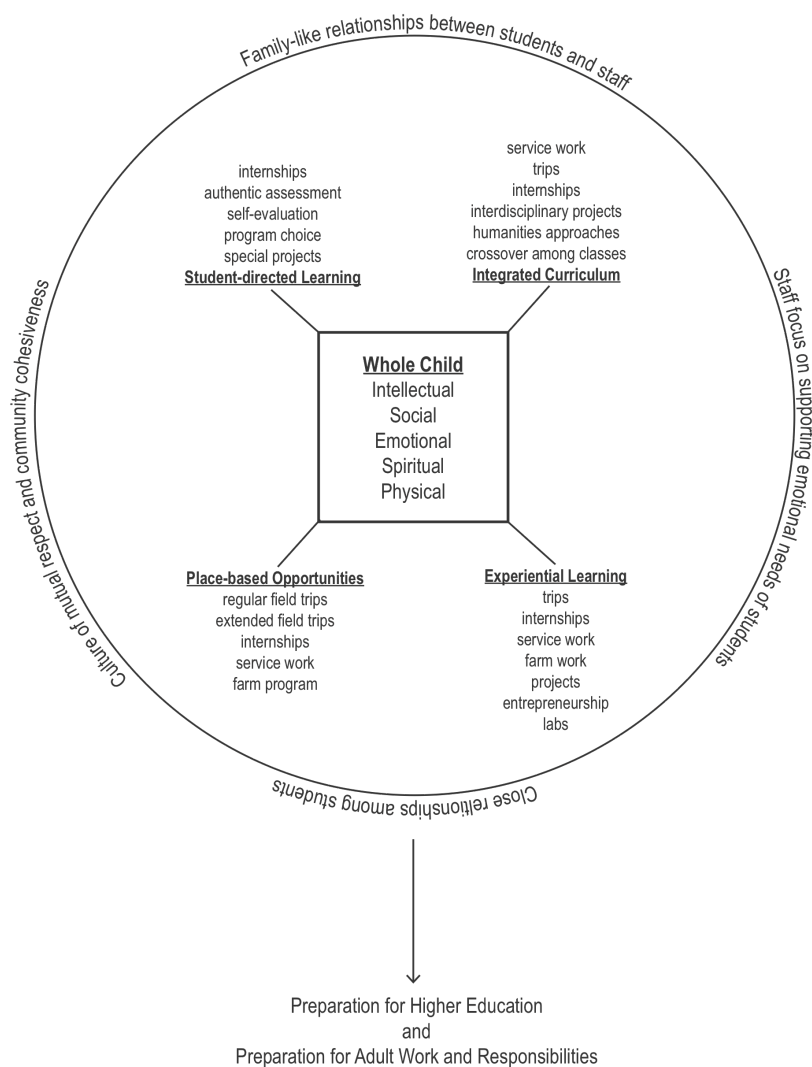 Family-like relationships between students and staff
internships
authentic assessment
self-evaluation
program choice
special projects
Student-directed Learning
service work
trips
internships
interdisciplinary projects
humanities approaches
crossover among classes
Integrated Curriculum
Culture of mutual respect and community cohesiveness
Staff focus on supporting emotional needs of students
Whole Child
Intellectual
Social
Emotional
Spiritual
Physical
Place-based Opportunities
regular field trips
extended field trips
internships
service work
farm program
Experiential Learning
trips
internships
service work
farm work
projects
entrepreneurship
labs
Close reltionships among students
Preparation for Higher Education
and
Preparation for Adult Work and Responsibilities